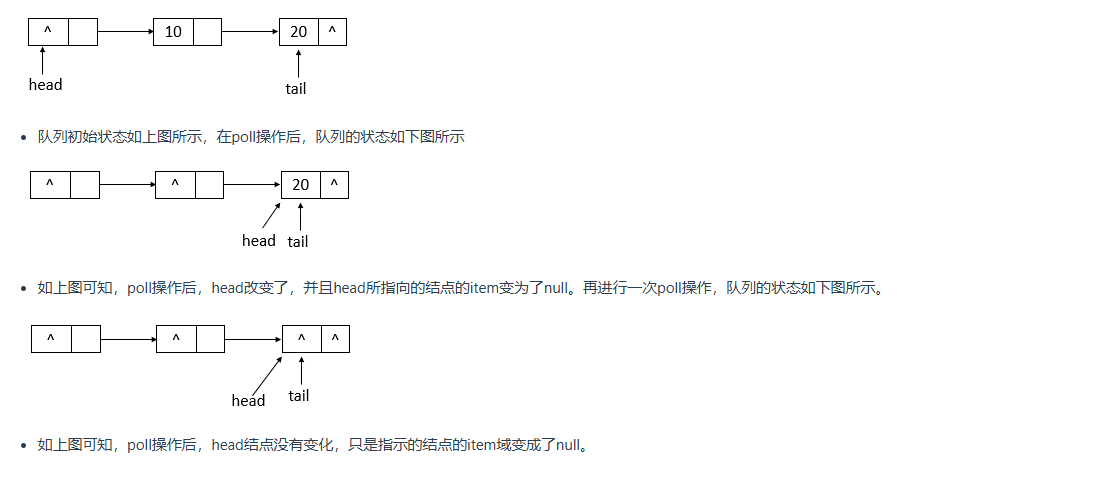 ^ 10 20 ^
head
tail
队列初始状态如上图所示，在poll操作后，队列的状态如下图所示
^ ^ 20 ^
head tail
如上图可知，poll操作后，head改变了，并且head所指向的结点的item变为了null。再进行一次poll操作，队列的状态如下图所示。
^ ^ ^ ^
head tail
如上图可知，poll操作后，head结点没有变化，只是指示的结点的item域变成了null。